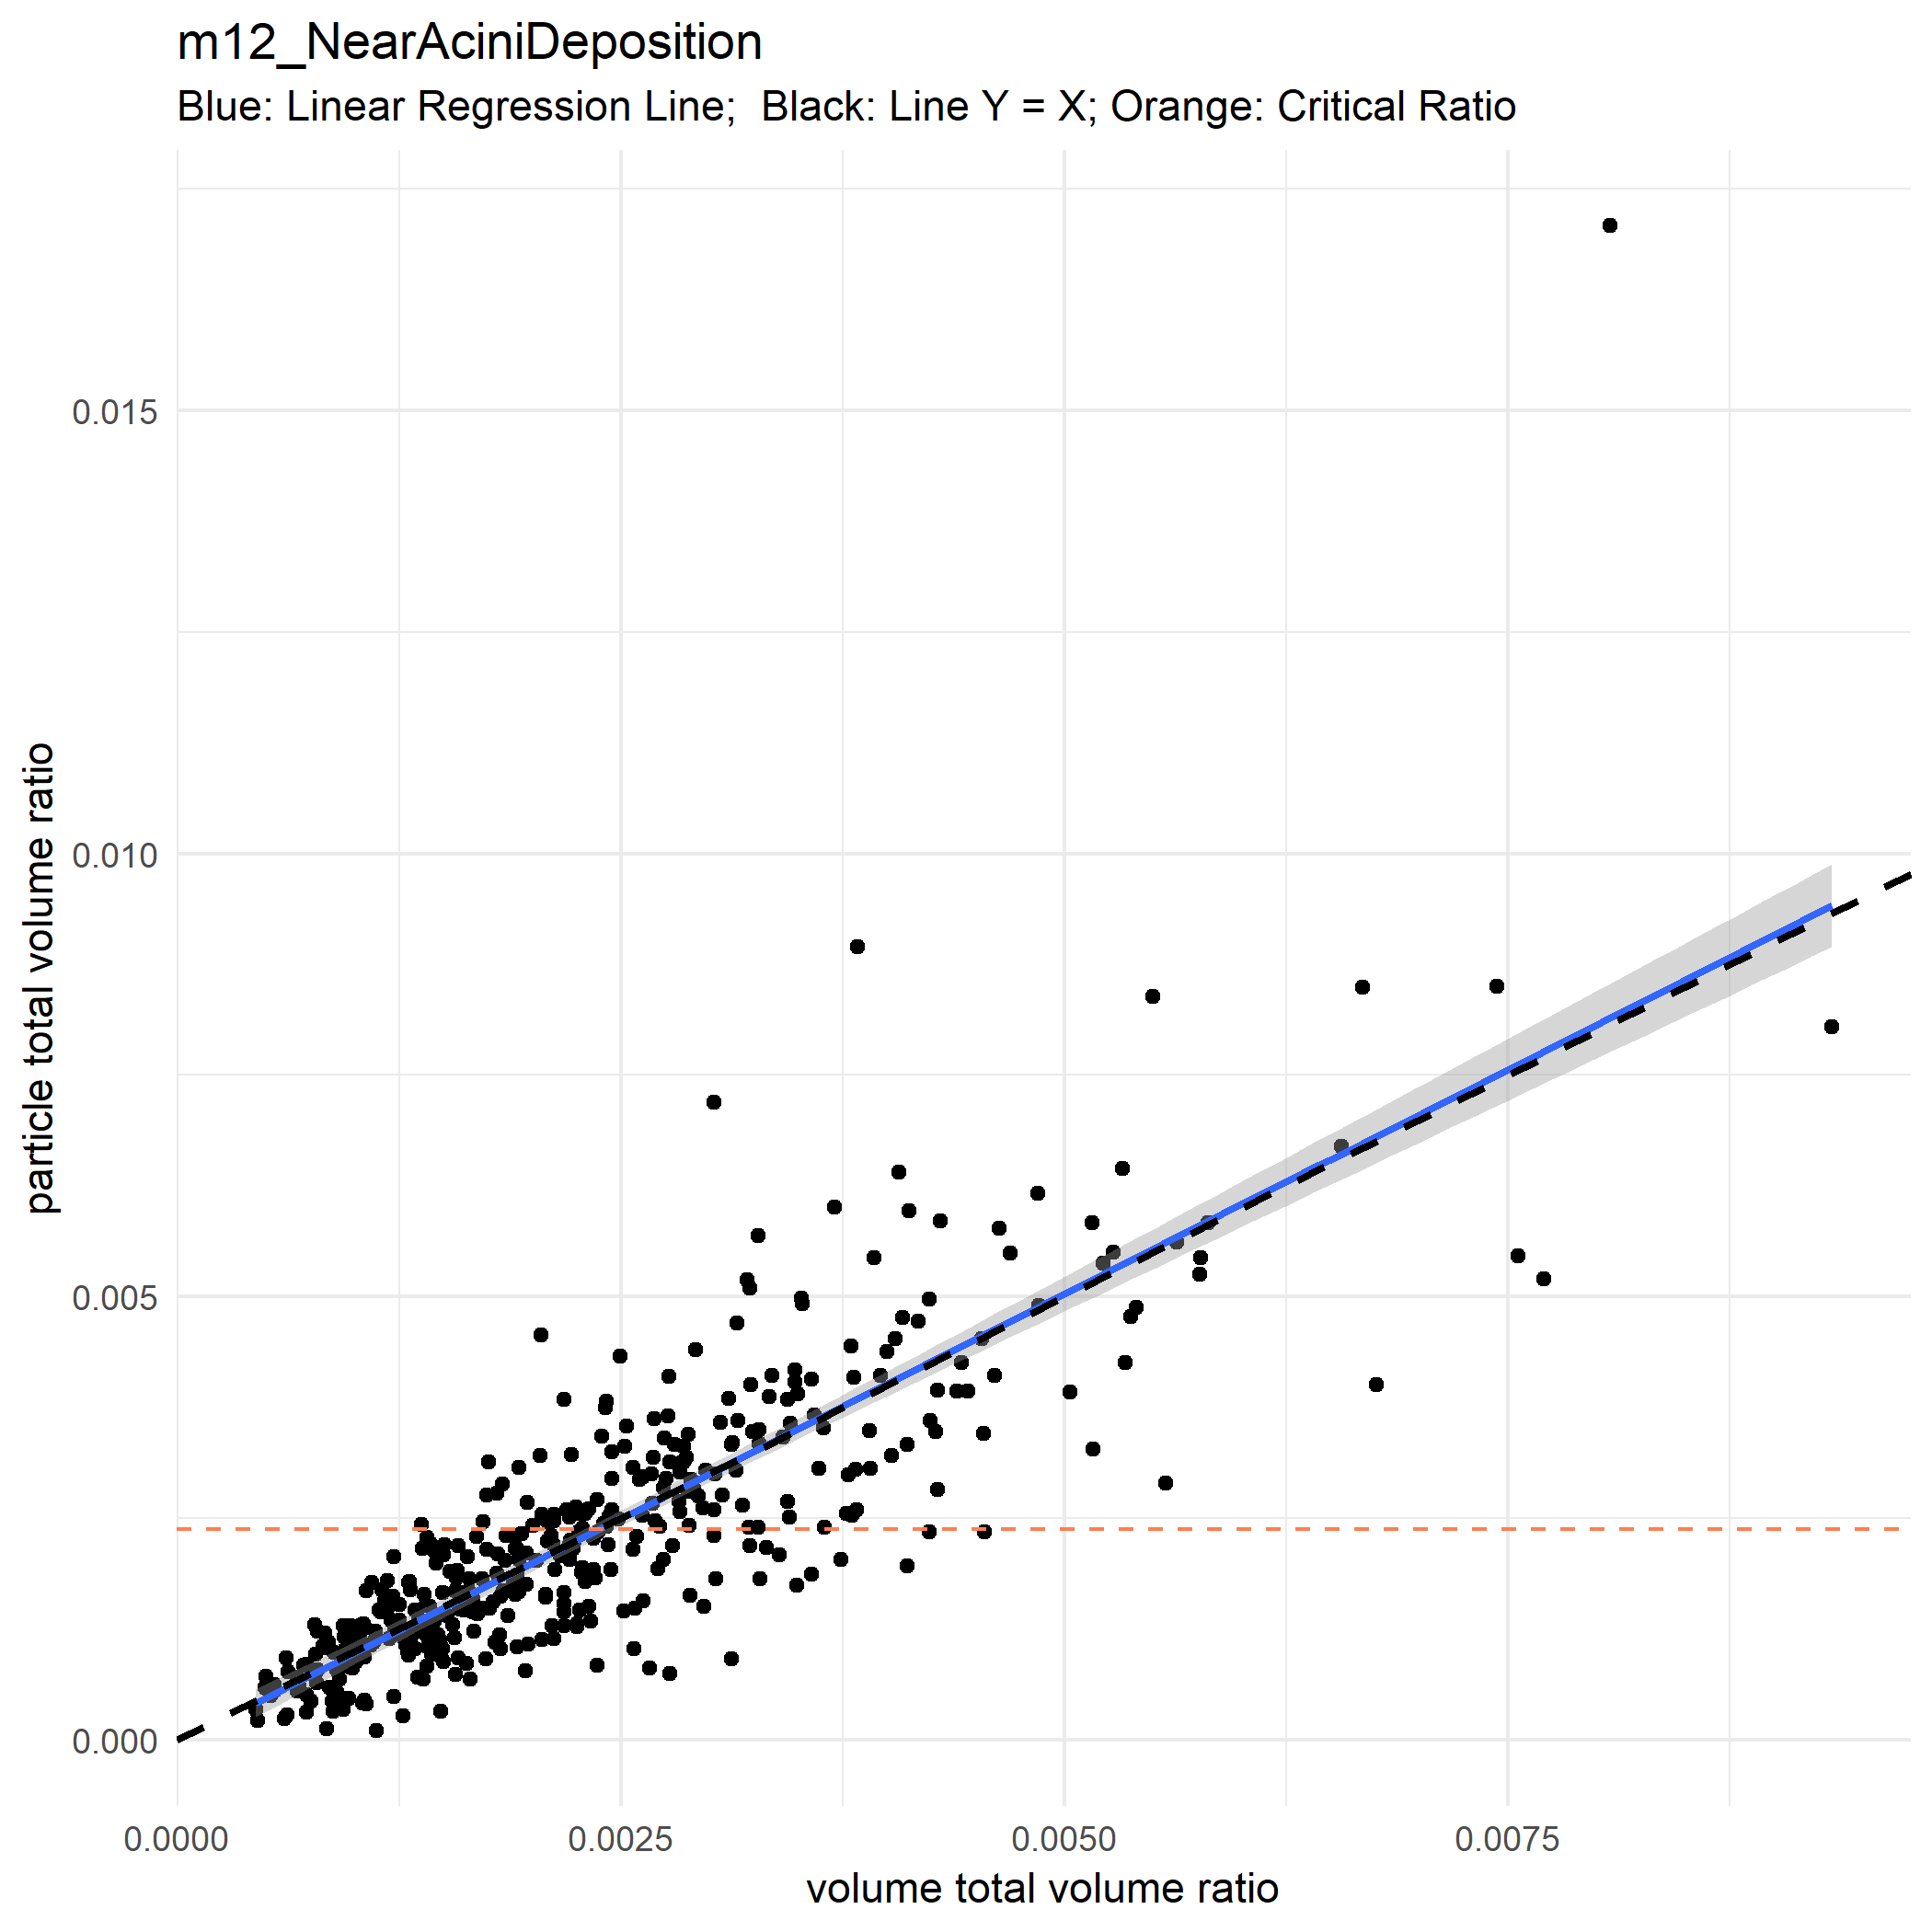 m12_NearAciniDeposition
Blue: Linear Regression Line;  Black: Line Y = X; Orange: Critical Ratio
particle total volume ratio
0.015
0.010
0.005
0.000
0.0000
0.0025
0.0050
0.0075
volume total volume ratio